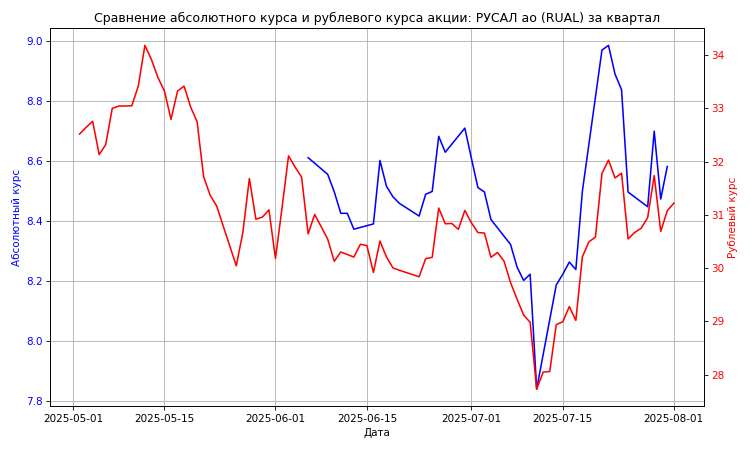 Сравнение абсолютного курса и рублевого курса акции: РУСАЛ ао (RUAL) за квартал
9.0
8.8
8.6
8.4
8.2
8.0
7.8
Абсолютный курс
34
33
32
31
30
29
28
Рублевый курс
2025-05-01 2025-05-15 2025-06-01 2025-06-15 2025-07-01 2025-07-15 2025-08-01
Дата